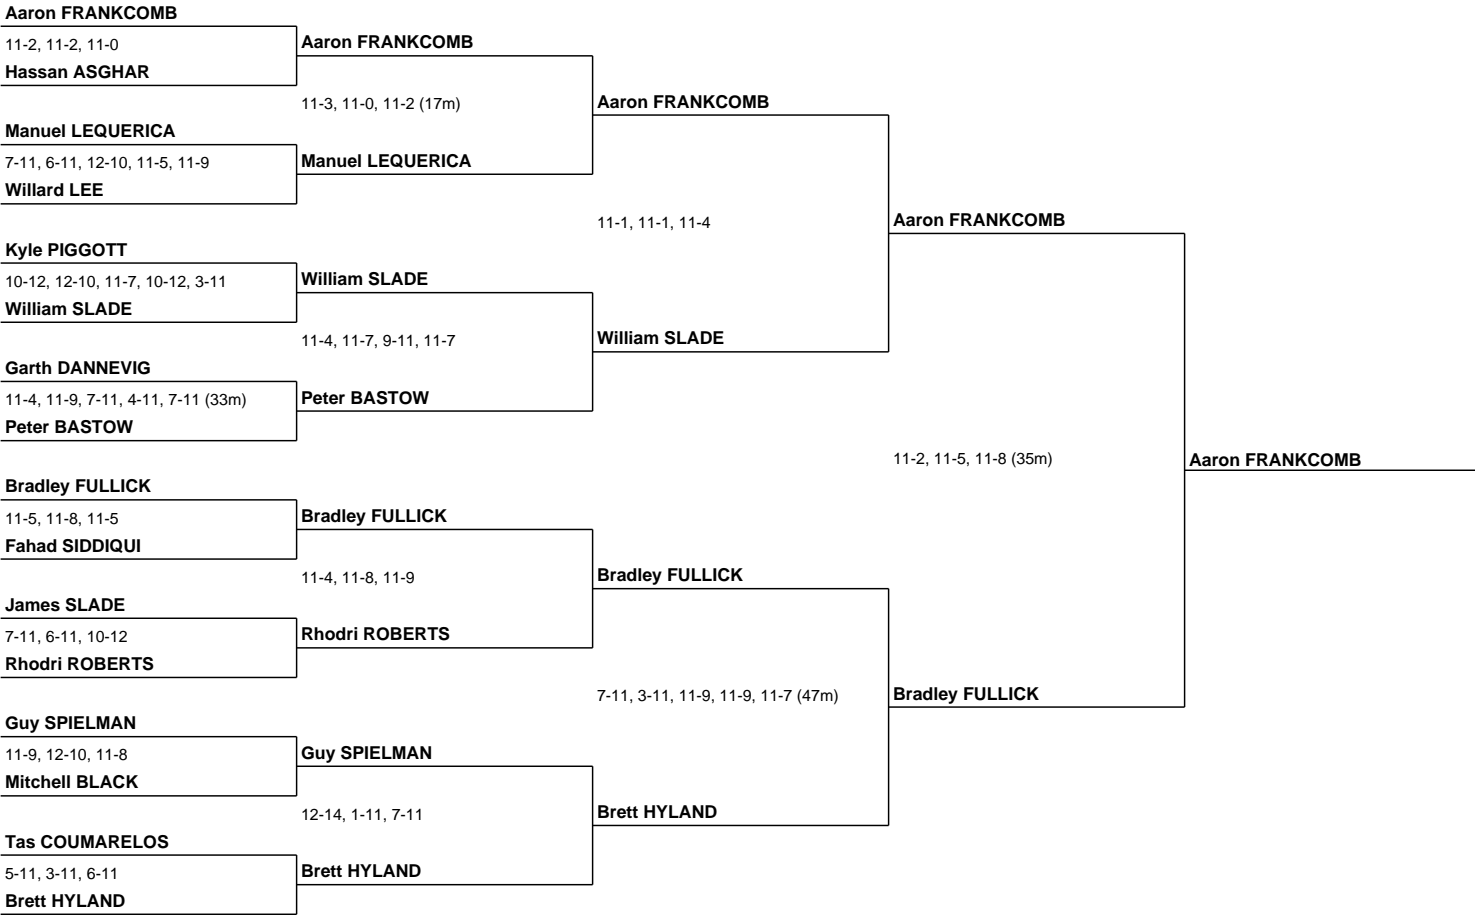 Aaron FRANKCOMB
11-2, 11-2, 11-0
Hassan ASGHAR
Manuel LEQUERICA
7-11, 6-11, 12-10, 11-5, 11-9
Willard LEE
Kyle PIGGOTT
10-12, 12-10, 11-7, 10-12, 3-11
William SLADE
Garth DANNEVIG
11-4, 11-9, 7-11, 4-11, 7-11 (33m)
Peter BASTOW
Bradley FULLICK
11-5, 11-8, 11-5
Fahad SIDDIQUI
James SLADE
7-11, 6-11, 10-12
Rhodri ROBERTS
Guy SPIELMAN
11-9, 12-10, 11-8
Mitchell BLACK
Tas COUMARELOS
5-11, 3-11, 6-11
Brett HYLAND
Aaron FRANKCOMB
11-3, 11-0, 11-2 (17m)
Manuel LEQUERICA
William SLADE
11-4, 11-7, 9-11, 11-7
Peter BASTOW
Bradley FULLICK
11-4, 11-8, 11-9
Rhodri ROBERTS
Guy SPIELMAN
12-14, 1-11, 7-11
Brett HYLAND
Aaron FRANKCOMB
11-1, 11-1, 11-4
William SLADE
Bradley FULLICK
7-11, 3-11, 11-9, 11-9, 11-7 (47m)
Brett HYLAND
Aaron FRANKCOMB
11-2, 11-5, 11-8 (35m)
Bradley FULLICK
Aaron FRANKCOMB